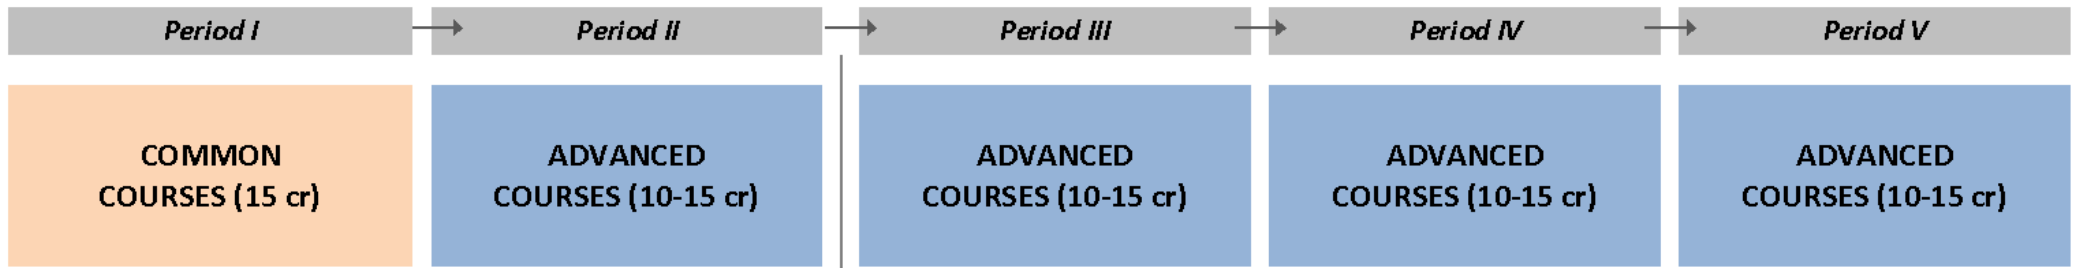 Period I
Period II
Period III
Period IV
Period V
COMMON
COURSES (15 cr)
ADVANCED
COURSES (10-15 cr)
ADVANCED
COURSES (10-15 cr)
ADVANCED
COURSES (10-15 cr)
ADVANCED
COURSES (10-15 cr)